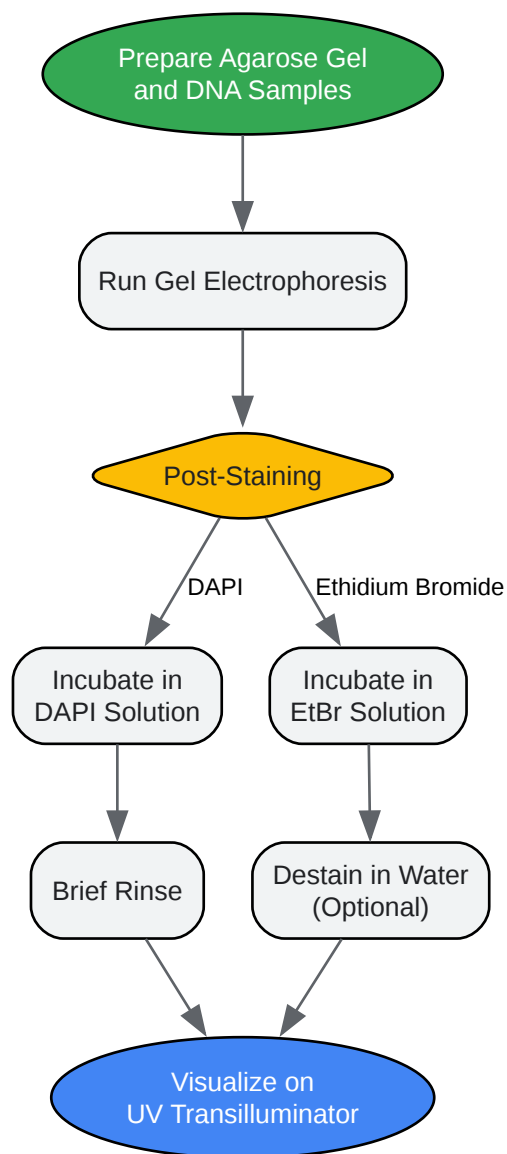 Prepare Agarose Gel
and DNA Samples
Run Gel Electrophoresis
Post-Staining
DAPI
Ethidium Bromide
Incubate in
DAPI Solution
Incubate in
EtBr Solution
Brief Rinse
Destain in Water
(Optional)
Visualize on
UV Transilluminator